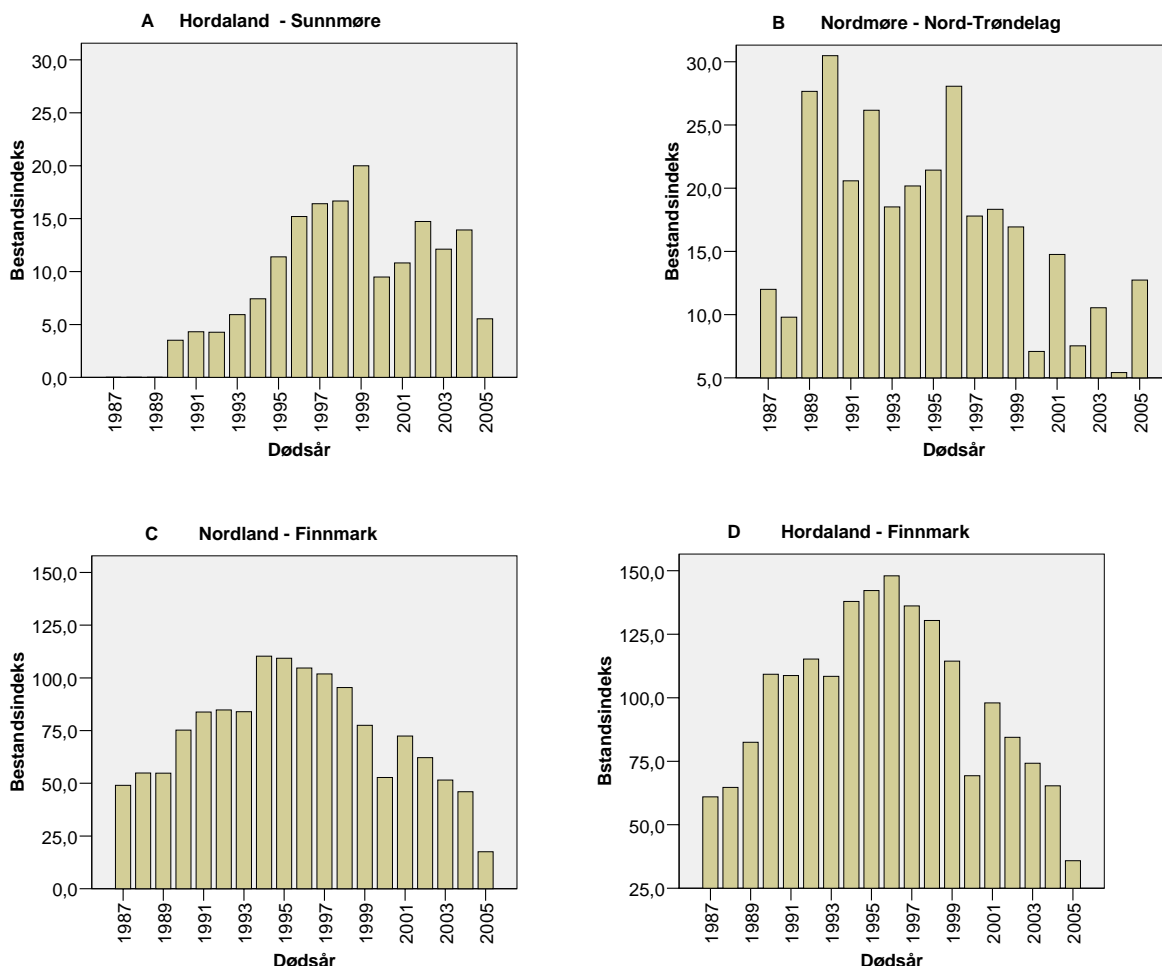 A Hordaland - Sunnmøre
30,0
25,0
20,0
15,0
10,0
5,0
0,0
Bestandsindeks
1987 1989 1991 1993 1995 1997 1999 2001 2003 2005
Dødsår
B Nordmøre - Nord-Trøndelag
30,0
25,0
20,0
15,0
10,0
5,0
Bestandsindeks
1987 1989 1991 1993 1995 1997 1999 2001 2003 2005
Dødsår
C Nordland - Finnmark
150,0
125,0
100,0
75,0
50,0
25,0
0,0
Bestandsindeks
1987 1989 1991 1993 1995 1997 1999 2001 2003 2005
Dødsår
D Hordaland - Finnmark
150,0
125,0
100,0
75,0
50,0
25,0
Bstandsindeks
1987 1989 1991 1993 1995 1997 1999 2001 2003 2005
Dødsår